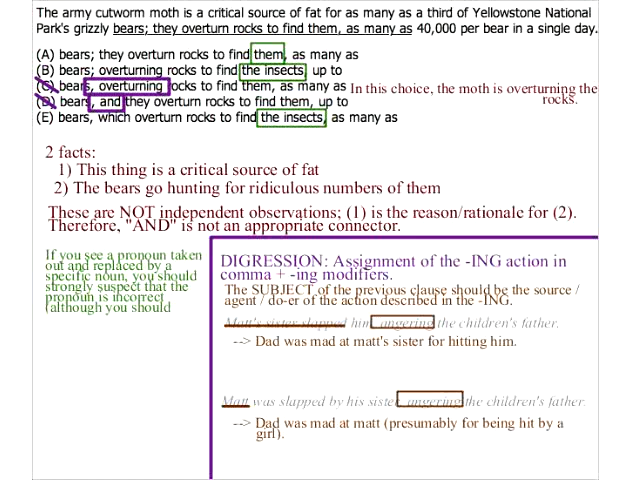 The army cutworm moth is a critical source of fat for as many as a third of Yellowstone National
Park's grizzly bears; they overturn rocks to find them, as many as 40,000 per bear in a single day.
(A) bears; they overturn rocks to find them, as many as
(B) bears; overturning rocks to find the insects, up to
(C) bears, overturning rocks to find them, as many as In this choice, the moth is overturning the
rocks.
(D) bears, and they overturn rocks to find them, up to
(E) bears, which overturn rocks to find the insects, as many as
2 facts:
1) This thing is a critical source of fat
2) The bears go hunting for ridiculous numbers of them
These are NOT independent observations; (1) is the reason/rationale for (2).
Therefore, "AND" is not an appropriate connector.
If you see a pronoun taken
out and replaced by a
specific noun, you should
strongly suspect that the
pronoun is incorrect
(although you should
DIGRESSION: Assignment of the -ING action in
comma + -ing modifiers.
The SUBJECT of the previous clause should be the source /
agent / do-er of the action described in the -ING.
Matt's sister slapped him, angering the children's father.
--> Dad was mad at matt's sister for hitting him.
Matt was slapped by his sister, angering the children's father.
--> Dad was mad at matt (presumably for being hit by a
girl).